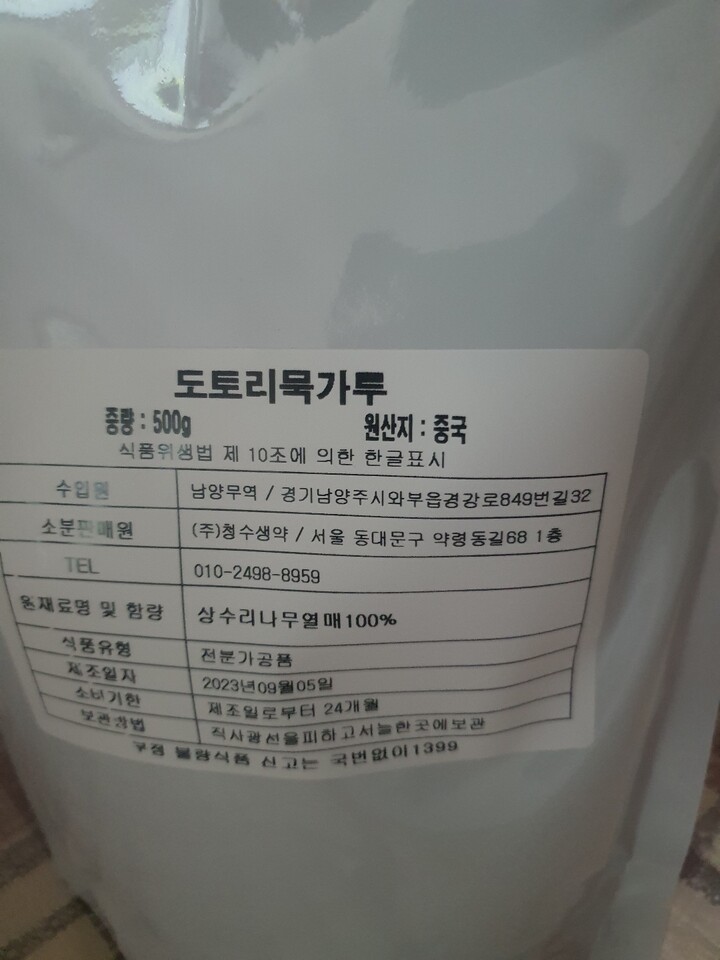 도토리묵가루
중량 : 500g 원산지 : 중국
식품위생법 제 10조에 의한 한글표시
수입원 남양무역 / 경기남양주시와부읍경강로849번길32
소분판매원 (주)청수생약 / 서울 동대문구 약령동길68 1층
TEL 010-2498-8959
원재료명 및 함량 상수리나무열매100%
식품유형 전분가공품
제조일자 2023년09월05일
소비기한 제조일로부터 24개월
보관방법 직사광선을피하고서늘한곳에보관
부정 불량식품 신고는 국번없이1399